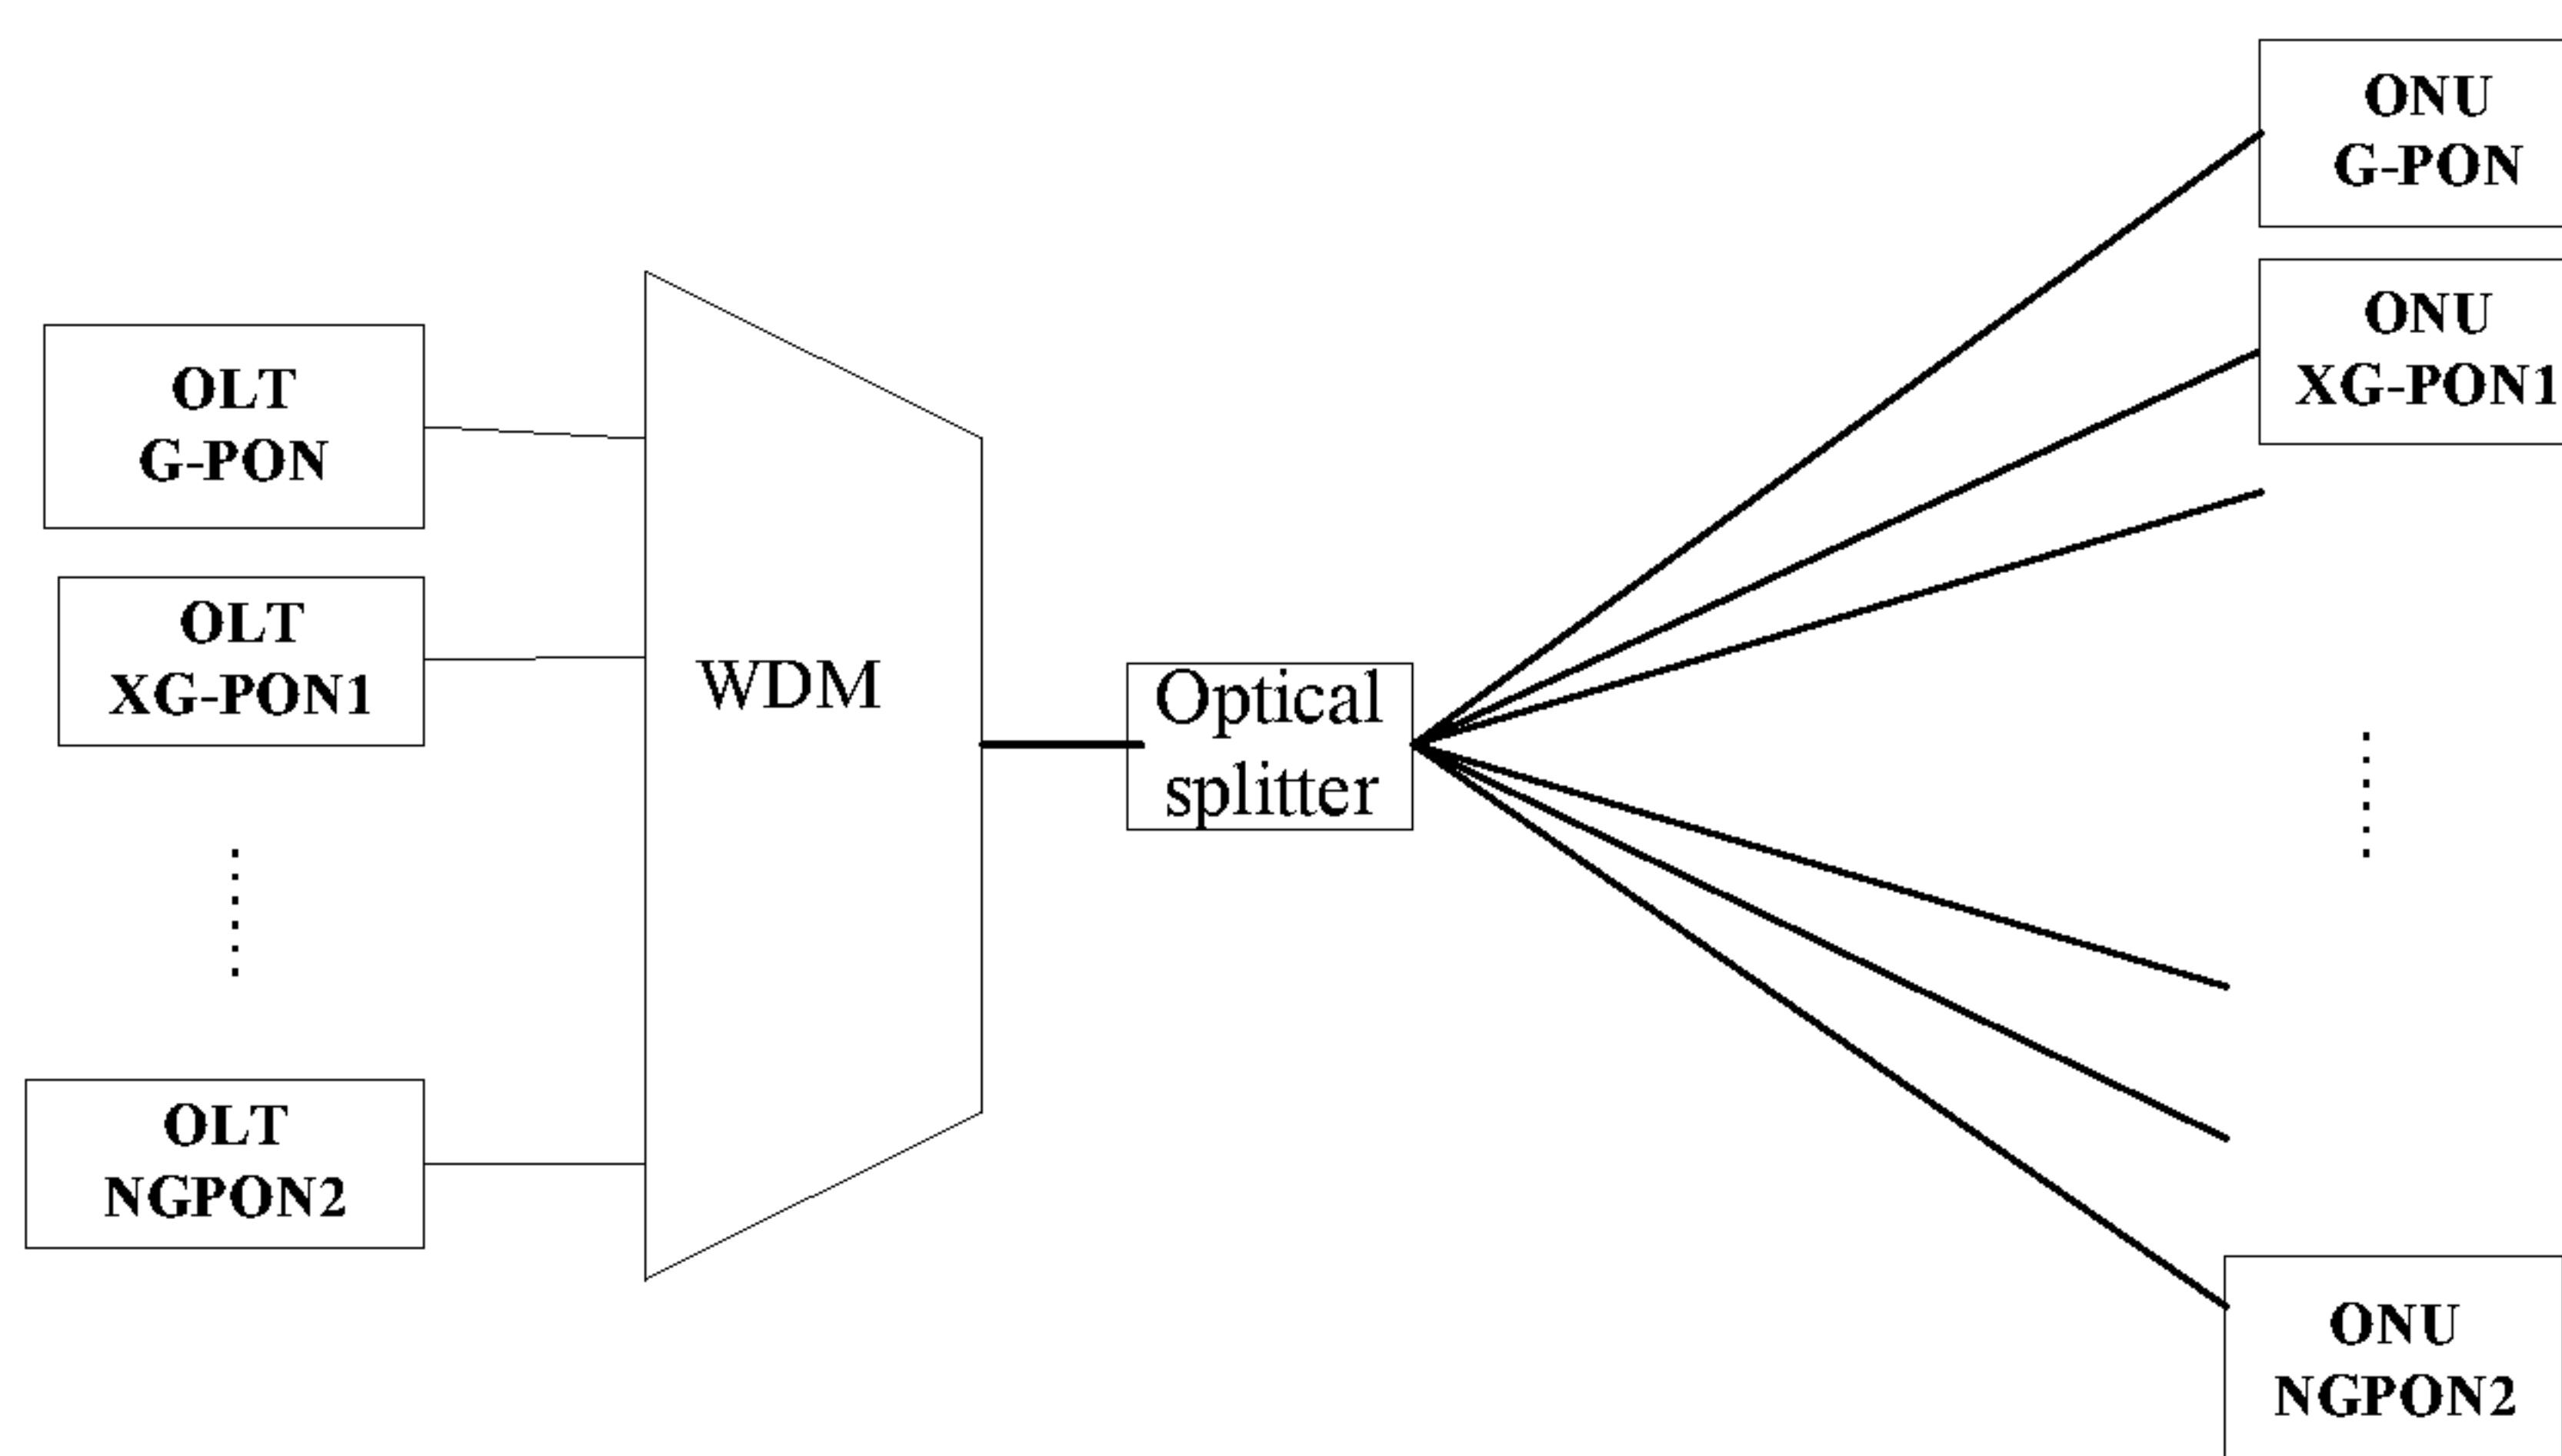 OLT
G-PON
OLT
XG-PON1
OLT
NGPON2
WDM
Optical
splitter
ONU
G-PON
ONU
XG-PON1
ONU
NGPON2